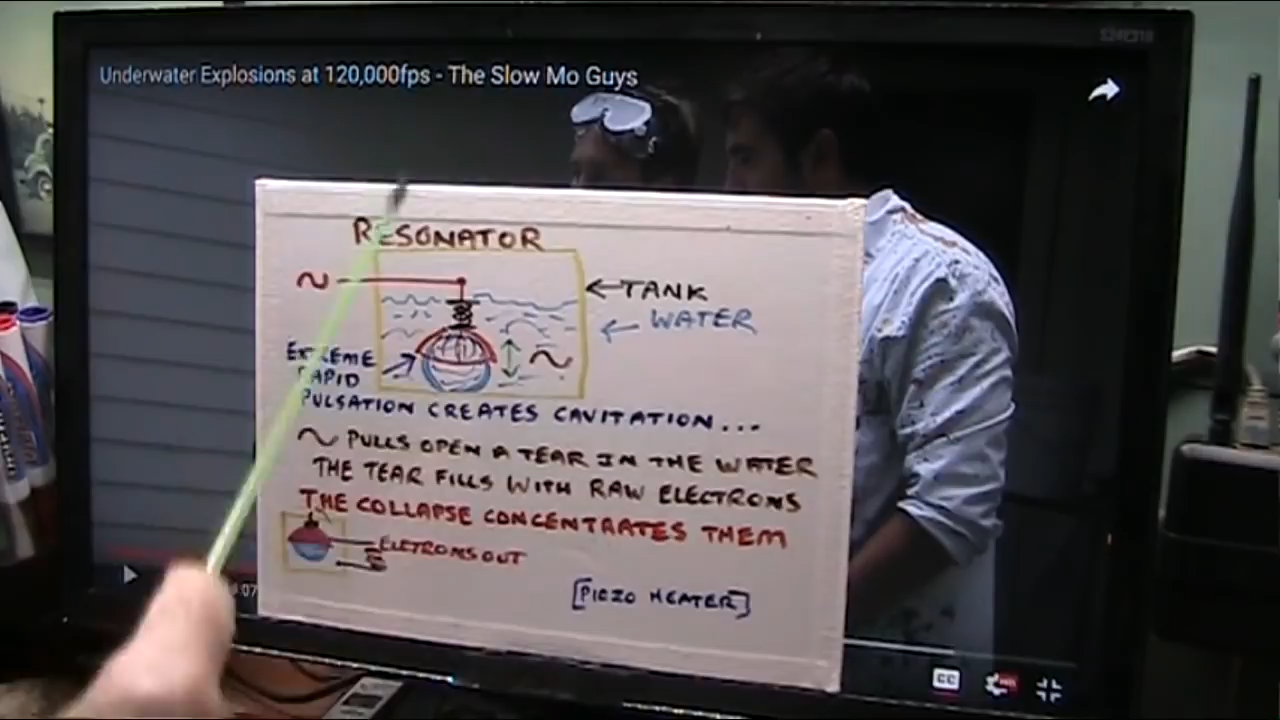 Underwater Explosions at 120,000fps - The Slow Mo Guys
RESONATOR
←TANK
← WATER
EXTREME
RAPID
PULSATION CREATES CAVITATION...
~ PULLS OPEN A TEAR IN THE WATER
THE TEAR FILLS WITH RAW ELECTRONS
THE COLLAPSE CONCENTRATES THEM
ELETRONS OUT
[PIEZO HEATER]
CC